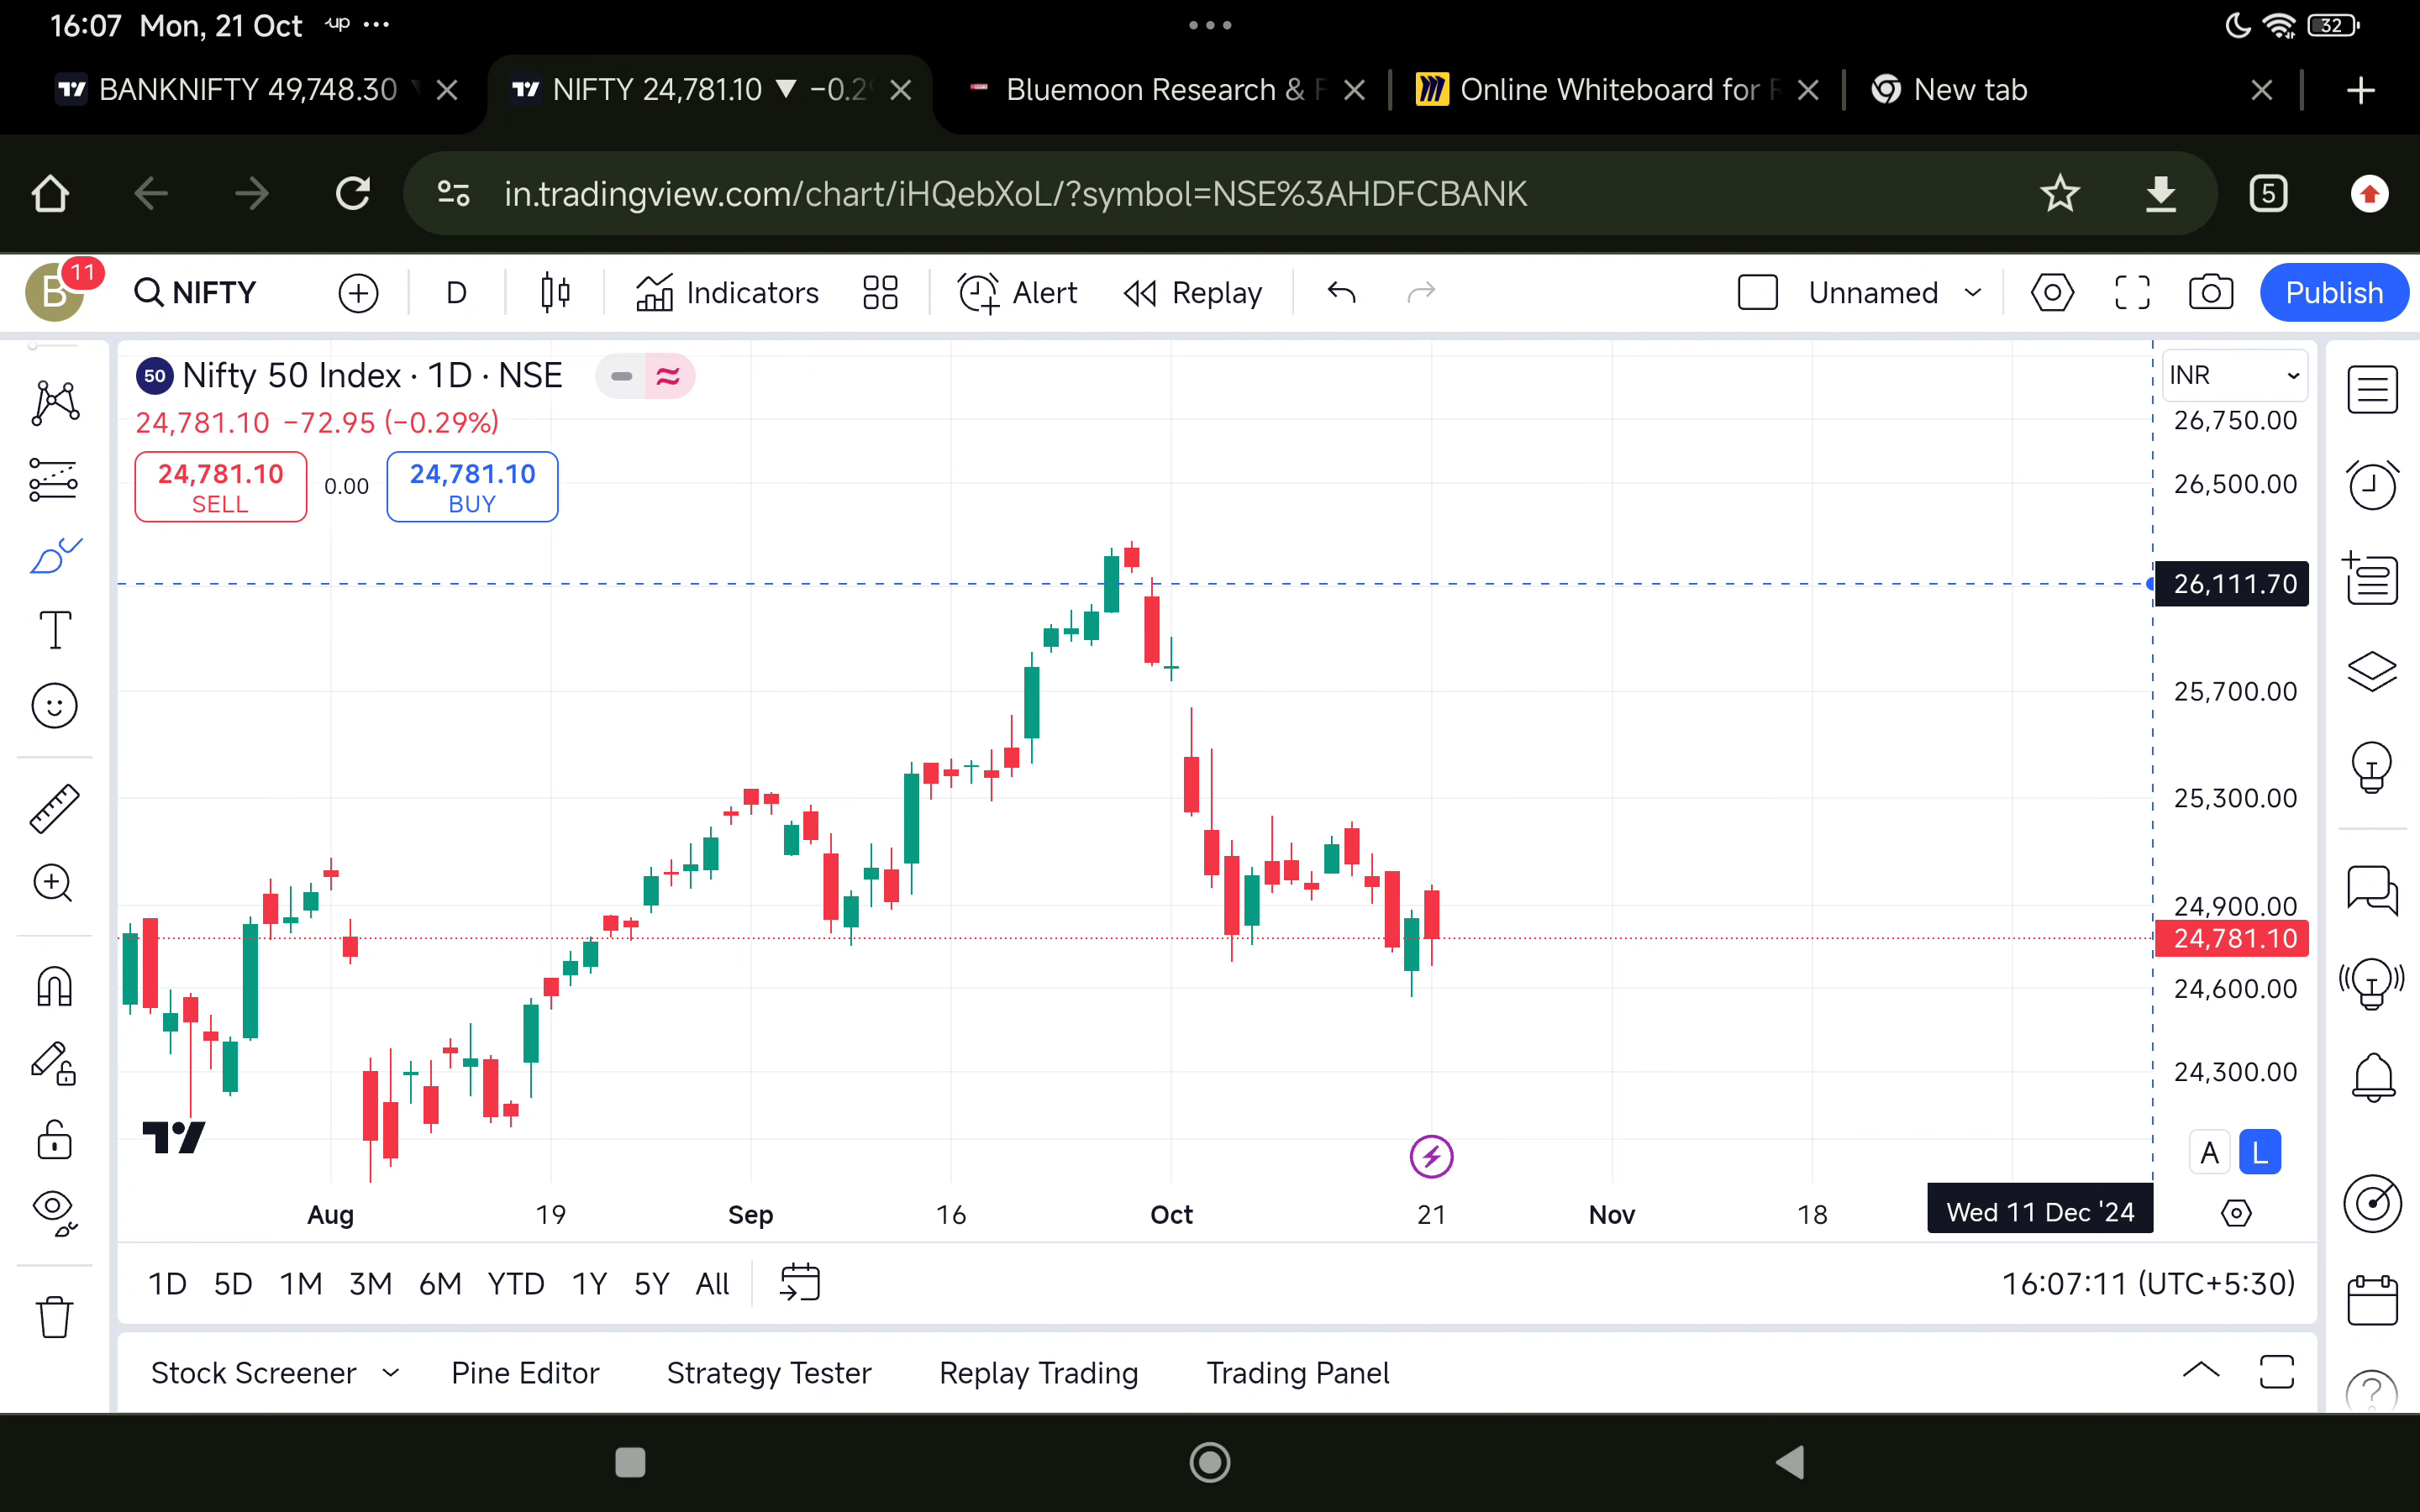 16:07 Mon, 21 Oct up 32
BANKNIFTY 49,748.30
NIFTY 24,781.10 ▼ −0.2
Bluemoon Research &
Online Whiteboard for
New tab
in.tradingview.com/chart/iHQebXoL/?symbol=NSE%3AHDFCBANK
5
B 11 NIFTY D Indicators Alert Replay Unnamed Publish
50 Nifty 50 Index · 1D · NSE
INR
24,781.10 −72.95 (−0.29%)
24,781.10 0.00 24,781.10
SELL BUY
26,750.00
26,500.00
26,111.70
25,700.00
25,300.00
24,900.00
24,781.10
24,600.00
24,300.00
A L
Aug 19 Sep 16 Oct 21 Nov 18 Wed 11 Dec '24
1D 5D 1M 3M 6M YTD 1Y 5Y All
16:07:11 (UTC+5:30)
Stock Screener Pine Editor Strategy Tester Replay Trading Trading Panel